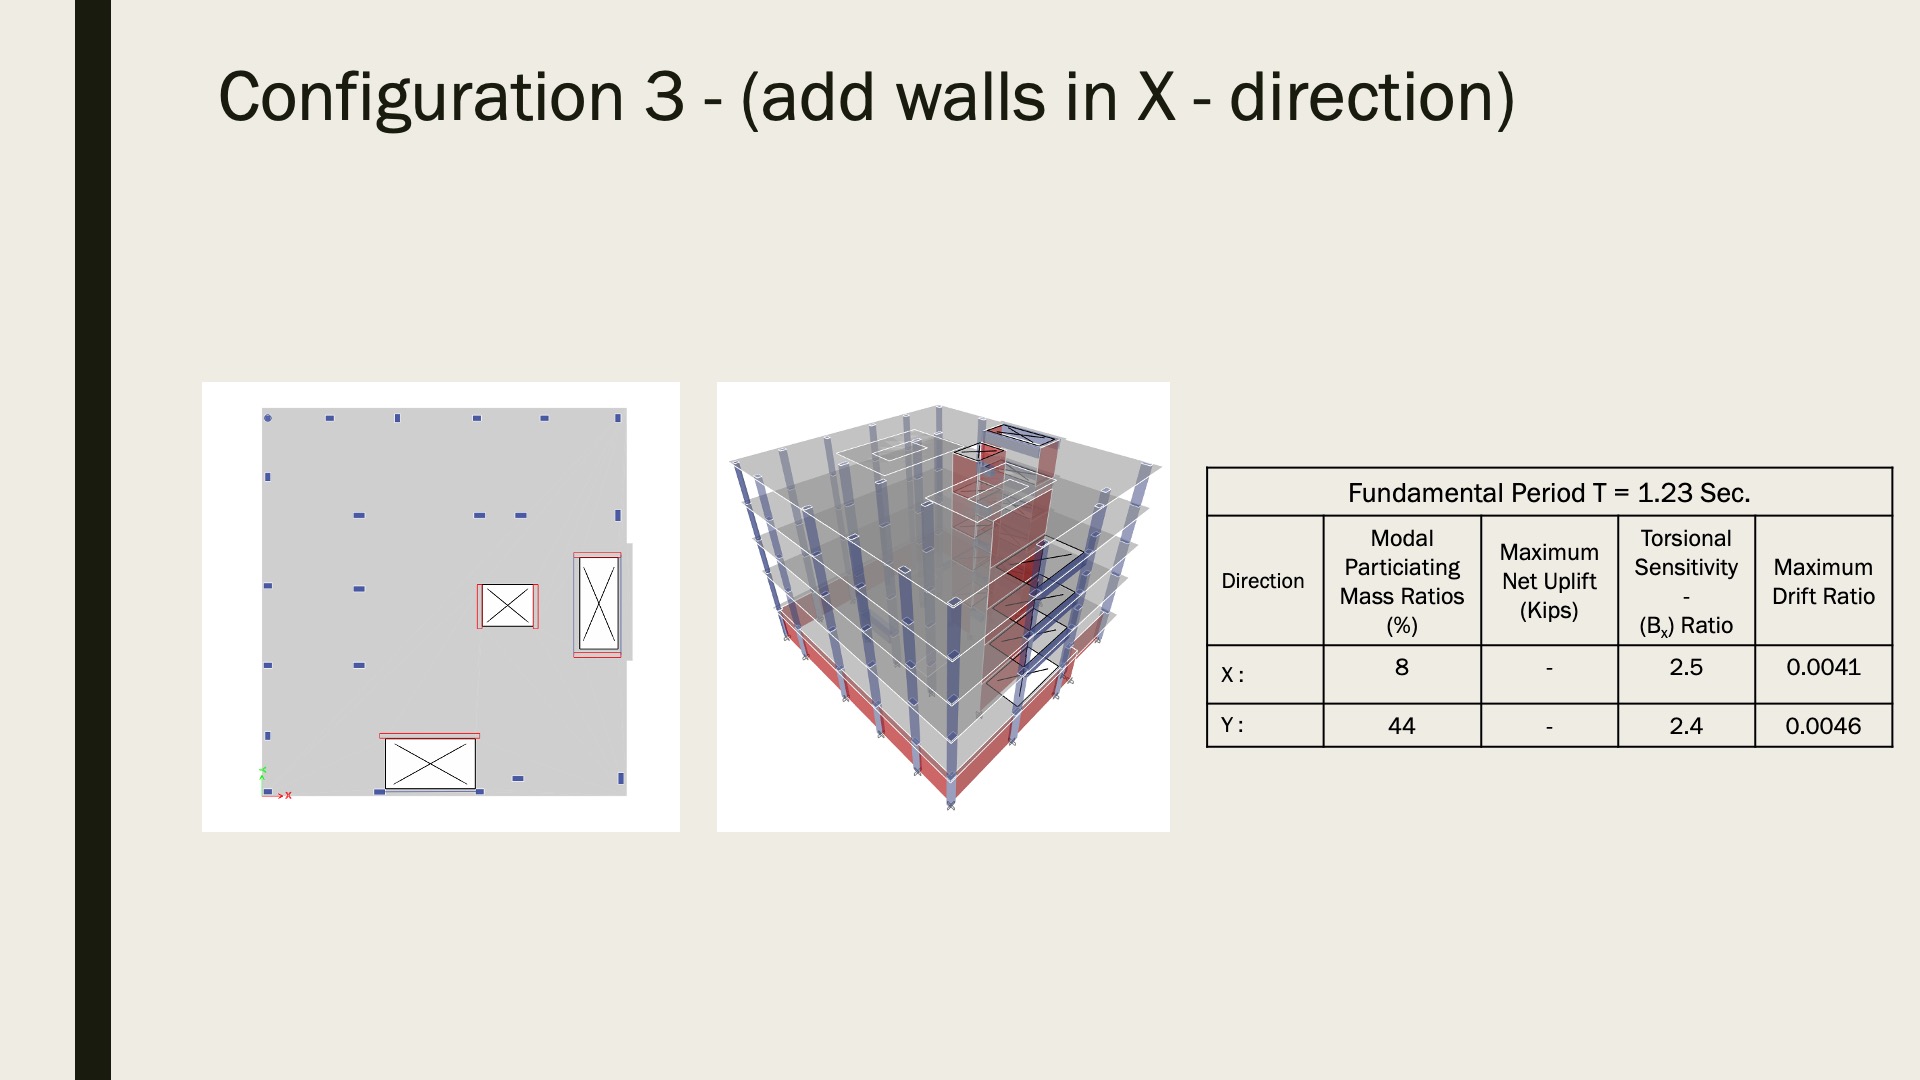 Configuration 3 - (add walls in X - direction)
Y
X
Fundamental Period T = 1.23 Sec.
Direction
Modal
Particiating
Mass Ratios
(%)
Maximum
Net Uplift
(Kips)
Torsional
Sensitivity
-
(Bx) Ratio
Maximum
Drift Ratio
X :
8
-
2.5
0.0041
Y :
44
-
2.4
0.0046